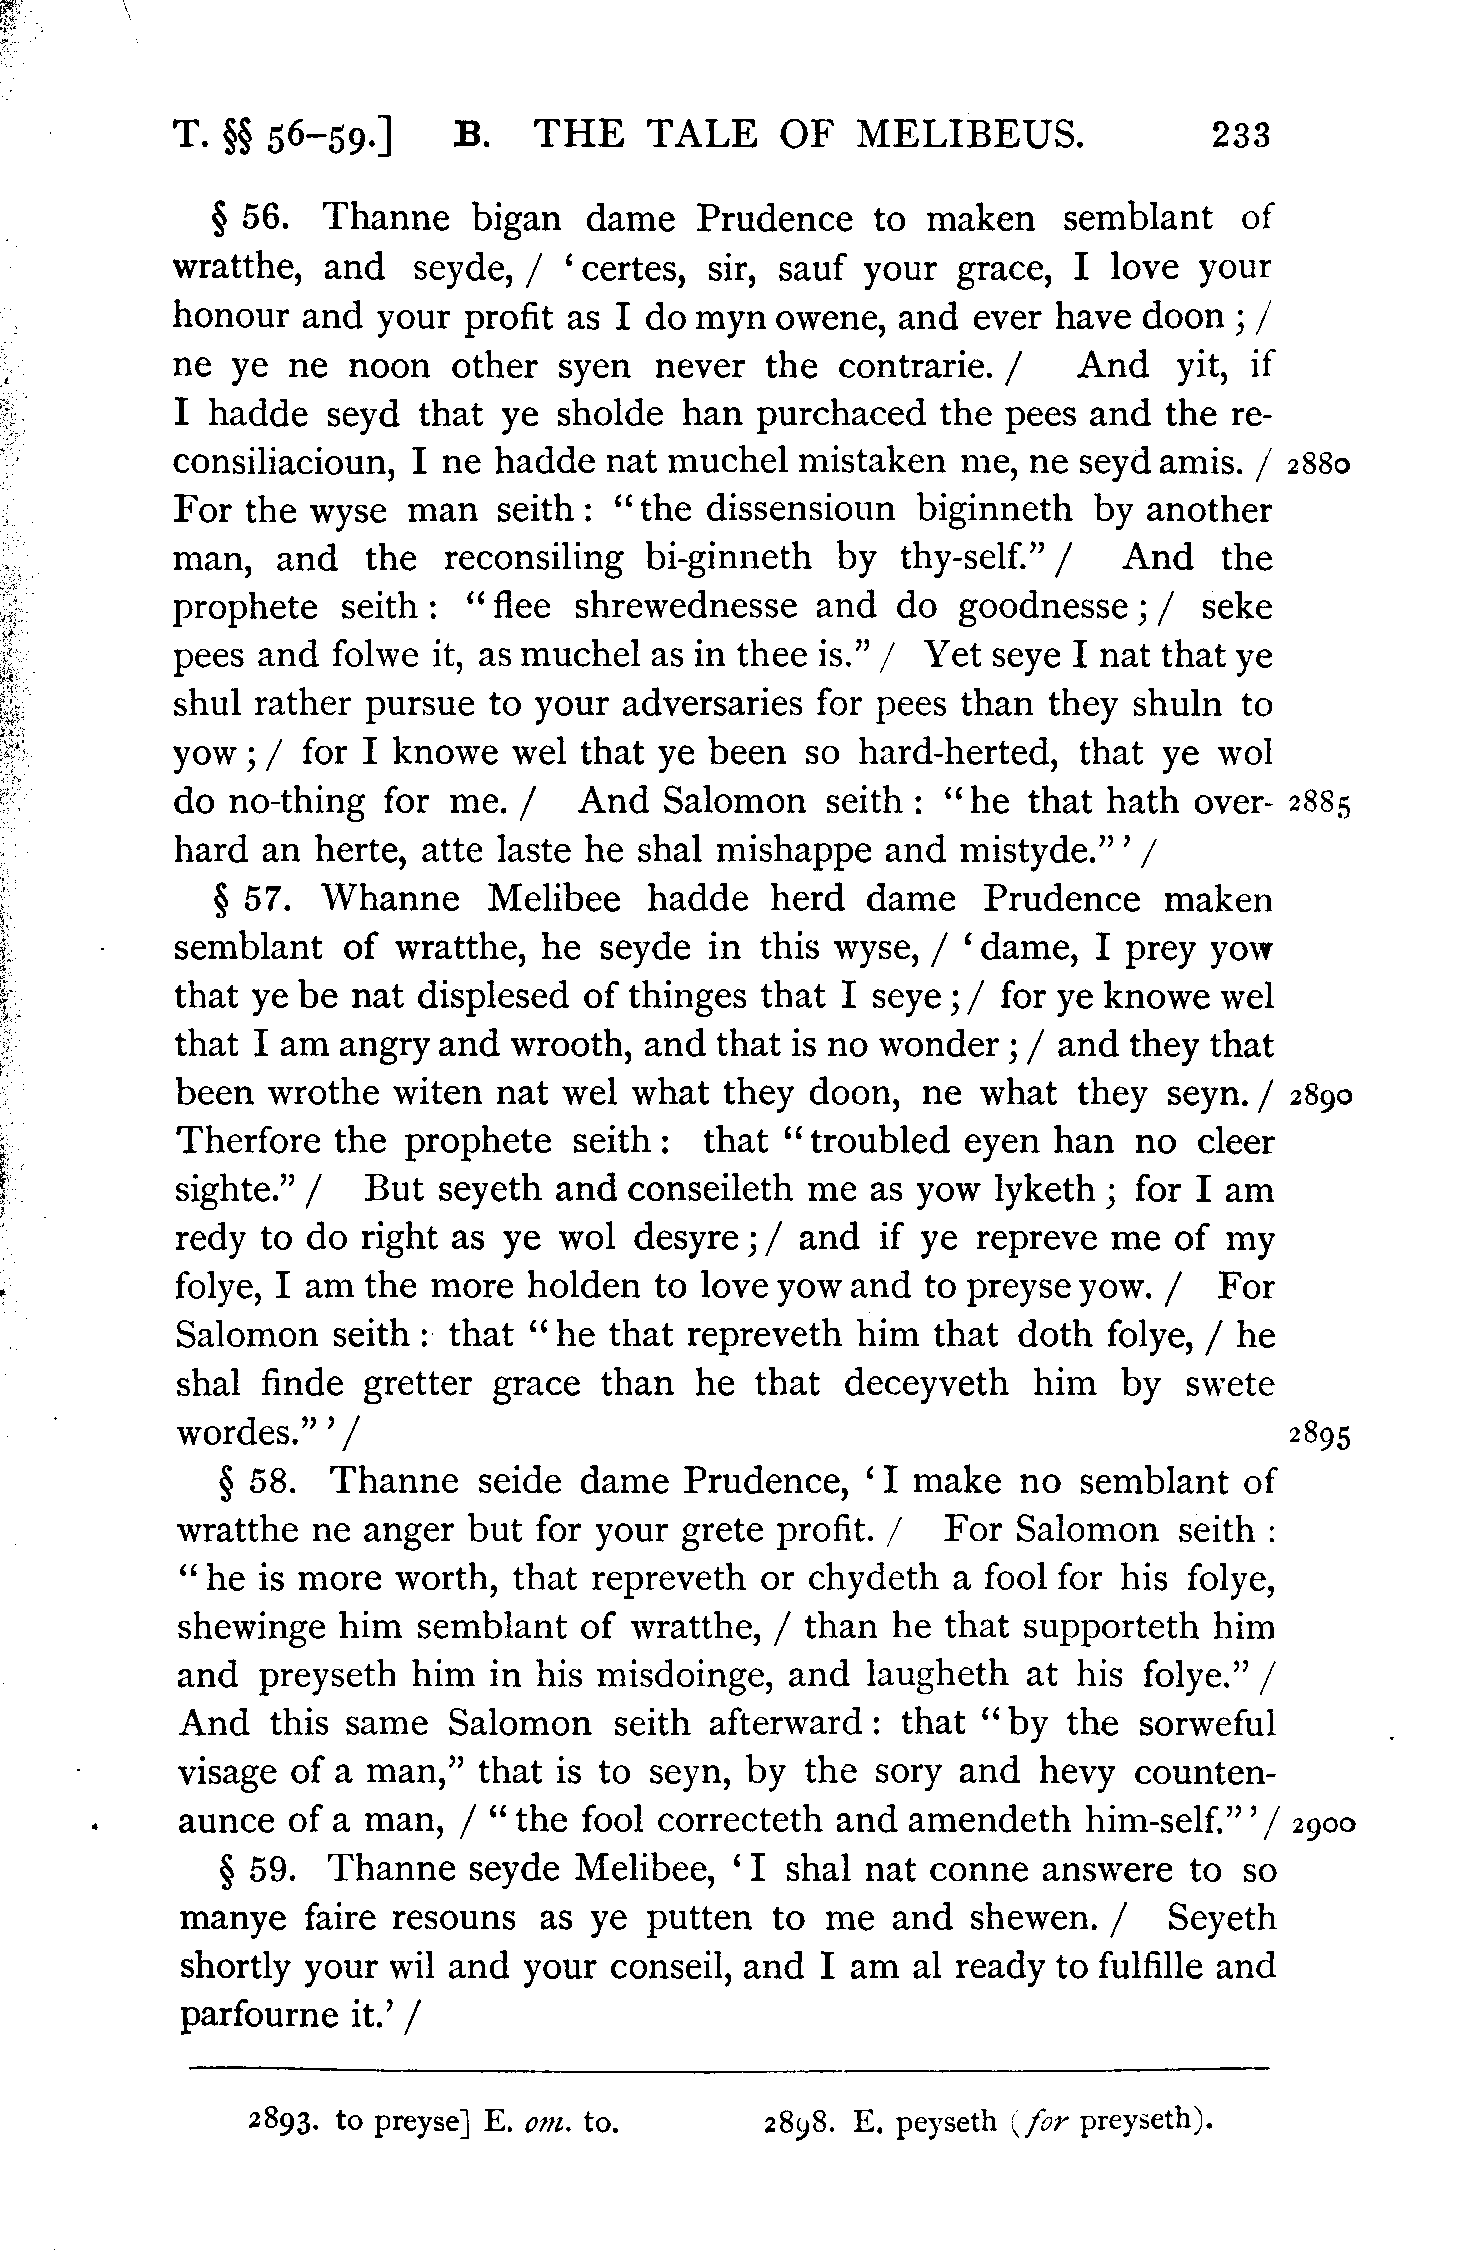 T. §§ 56–59.] B. THE TALE OF MELIBEUS. 233
§ 56. Thanne bigan dame Prudence to maken semblant of
wratthe, and seyde, / ‘certes, sir, sauf your grace, I love your
honour and your profit as I do myn owene, and ever have doon ; /
ne ye ne noon other syen never the contrarie. / And yit, if
I hadde seyd that ye sholde han purchaced the pees and the re-
consiliacioun, I ne hadde nat muchel mistaken me, ne seyd amis. / 2880
For the wyse man seith : “the dissensioun biginneth by another
man, and the reconsiling bi-ginneth by thy-self.” / And the
prophete seith : “flee shrewednesse and do goodnesse ; / seke
pees and folwe it, as muchel as in thee is.” / Yet seye I nat that ye
shul rather pursue to your adversaries for pees than they shuln to
yow ; / for I knowe wel that ye been so hard-herted, that ye wol
do no-thing for me. / And Salomon seith : “he that hath over- 2885
hard an herte, atte laste he shal mishappe and mistyde.” ’ /
§ 57. Whanne Melibee hadde herd dame Prudence maken
semblant of wratthe, he seyde in this wyse, / ‘dame, I prey yow
that ye be nat displesed of thinges that I seye ; / for ye knowe wel
that I am angry and wrooth, and that is no wonder ; / and they that
been wrothe witen nat wel what they doon, ne what they seyn. / 2890
Therfore the prophete seith : that “troubled eyen han no cleer
sighte.” / But seyeth and conseileth me as yow lyketh ; for I am
redy to do right as ye wol desyre ; / and if ye repreve me of my
folye, I am the more holden to love yow and to preyse yow. / For
Salomon seith : that “he that repreveth him that doth folye, / he
shal finde gretter grace than he that deceyveth him by swete
wordes.” ’ / 2895
§ 58. Thanne seide dame Prudence, ‘I make no semblant of
wratthe ne anger but for your grete profit. / For Salomon seith :
“he is more worth, that repreveth or chydeth a fool for his folye,
shewinge him semblant of wratthe, / than he that supporteth him
and preyseth him in his misdoinge, and laugheth at his folye.” /
And this same Salomon seith afterward : that “by the sorweful
visage of a man,” that is to seyn, by the sory and hevy counten-
aunce of a man, / “the fool correcteth and amendeth him-self.” ’ / 2900
§ 59. Thanne seyde Melibee, ‘I shal nat conne answere to so
manye faire resouns as ye putten to me and shewen. / Seyeth
shortly your wil and your conseil, and I am al ready to fulfille and
parfourne it.’ /
2893. to preyse] E. om. to. 2898. E. peyseth (for preyseth).